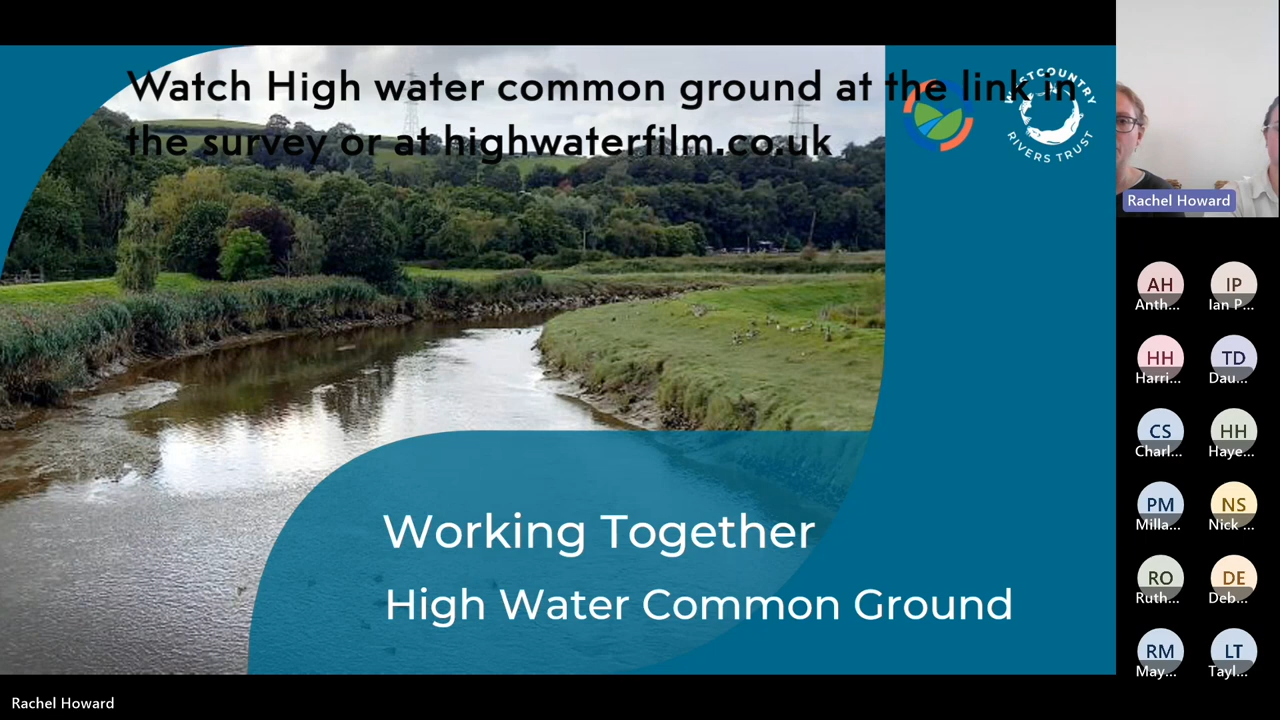 Watch High water common ground at the link in
the survey or at highwaterfilm.co.uk
WESTCOUNTRY
RIVERS TRUST
Working Together
High Water Common Ground
Rachel Howard
AH
Anth...
IP
Ian P...
HH
Harri...
TD
Dau...
CS
Charl...
HH
Haye...
PM
Milla...
NS
Nick ...
RO
Ruth...
DE
Deb...
RM
May...
LT
Tayl...
Rachel Howard